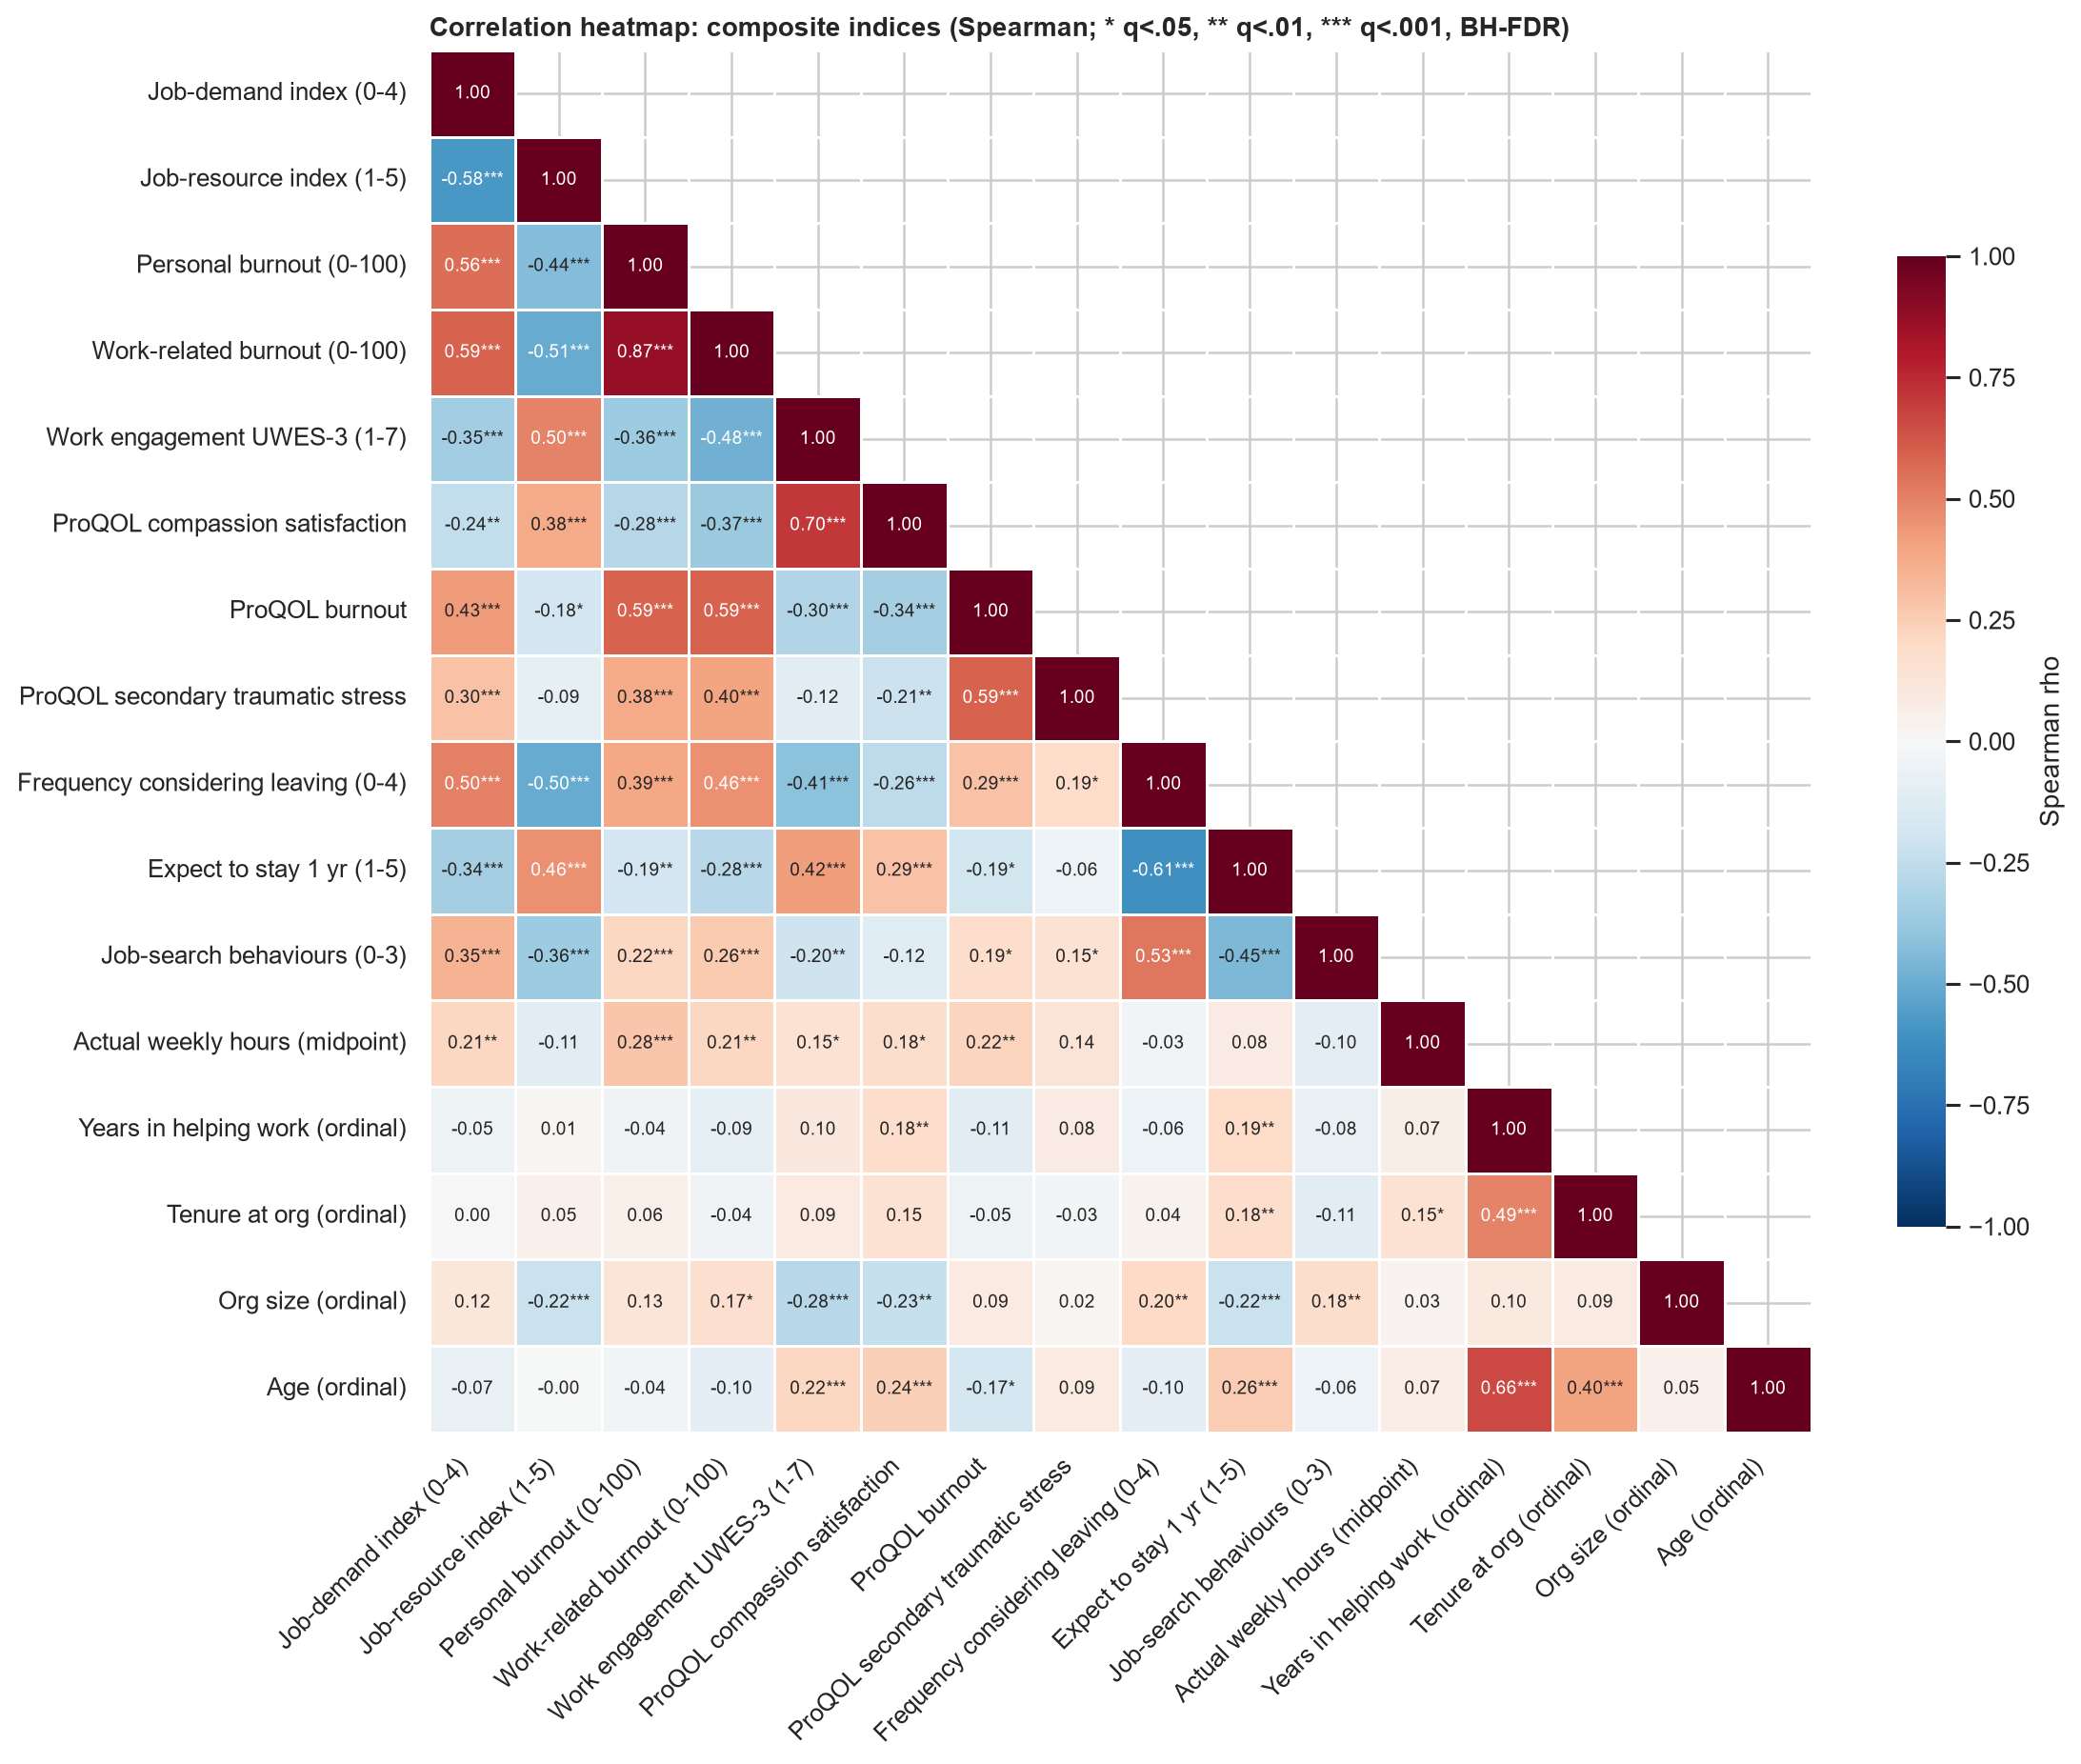 Correlation heatmap: composite indices (Spearman; * q<.05, ** q<.01, *** q<.001, BH-FDR)
Job-demand index (0-4) 1.00
Job-resource index (1-5) -0.58*** 1.00
Personal burnout (0-100) 0.56*** -0.44*** 1.00
Work-related burnout (0-100) 0.59*** -0.51*** 0.87*** 1.00
Work engagement UWES-3 (1-7) -0.35*** 0.50*** -0.36*** -0.48*** 1.00
ProQOL compassion satisfaction -0.24** 0.38*** -0.28*** -0.37*** 0.70*** 1.00
ProQOL burnout 0.43*** -0.18* 0.59*** 0.59*** -0.30*** -0.34*** 1.00
ProQOL secondary traumatic stress 0.30*** -0.09 0.38*** 0.40*** -0.12 -0.21** 0.59*** 1.00
Frequency considering leaving (0-4) 0.50*** -0.50*** 0.39*** 0.46*** -0.41*** -0.26*** 0.29*** 0.19* 1.00
Expect to stay 1 yr (1-5) -0.34*** 0.46*** -0.19** -0.28*** 0.42*** 0.29*** -0.19* -0.06 -0.61*** 1.00
Job-search behaviours (0-3) 0.35*** -0.36*** 0.22*** 0.26*** -0.20** -0.12 0.19* 0.15* 0.53*** -0.45*** 1.00
Actual weekly hours (midpoint) 0.21** -0.11 0.28*** 0.21** 0.15* 0.18* 0.22** 0.14 -0.03 0.08 -0.10 1.00
Years in helping work (ordinal) -0.05 0.01 -0.04 -0.09 0.10 0.18** -0.11 0.08 -0.06 0.19** -0.08 0.07 1.00
Tenure at org (ordinal) 0.00 0.05 0.06 -0.04 0.09 0.15 -0.05 -0.03 0.04 0.18** -0.11 0.15* 0.49*** 1.00
Org size (ordinal) 0.12 -0.22*** 0.13 0.17* -0.28*** -0.23** 0.09 0.02 0.20** -0.22*** 0.18** 0.03 0.10 0.09 1.00
Age (ordinal) -0.07 -0.00 -0.04 -0.10 0.22*** 0.24*** -0.17* 0.09 -0.10 0.26*** -0.06 0.07 0.66*** 0.40*** 0.05 1.00
Job-demand index (0-4)
Job-resource index (1-5)
Personal burnout (0-100)
Work-related burnout (0-100)
Work engagement UWES-3 (1-7)
ProQOL compassion satisfaction
ProQOL burnout
ProQOL secondary traumatic stress
Frequency considering leaving (0-4)
Expect to stay 1 yr (1-5)
Job-search behaviours (0-3)
Actual weekly hours (midpoint)
Years in helping work (ordinal)
Tenure at org (ordinal)
Org size (ordinal)
Age (ordinal)
1.00
0.75
0.50
0.25
0.00
−0.25
−0.50
−0.75
−1.00
Spearman rho